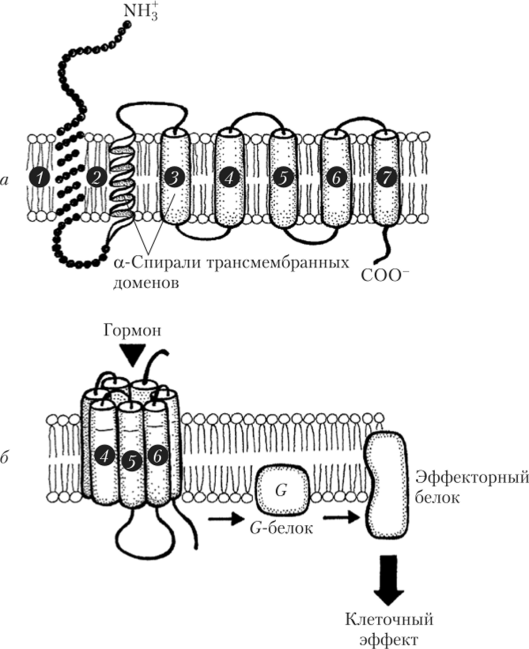 NH₃⁺
а
1 2 3 4 5 6 7
α-Спирали трансмембранных
доменов
COO⁻
Гормон
б
4 5 6
G
G-белок
Эффекторный
белок
Клеточный
эффект